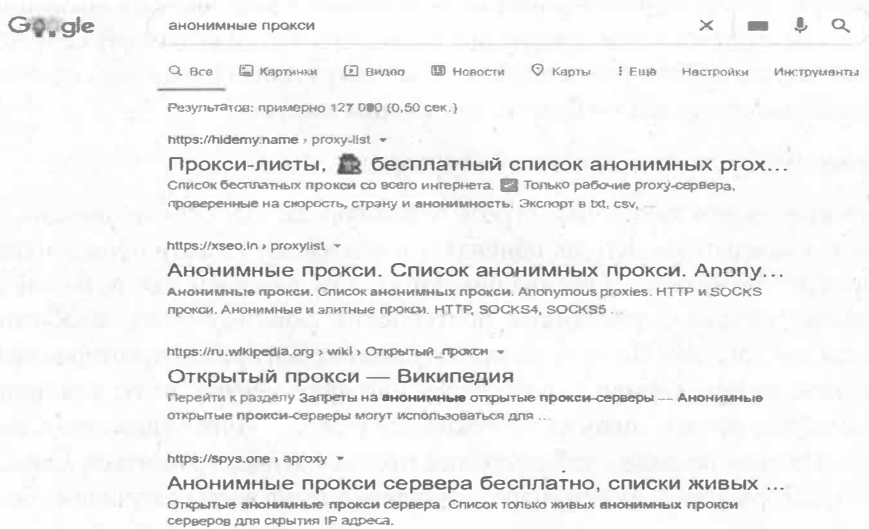 Google
анонимные прокси
Все Картинки Видео Новости Карты Ещё Настройки Инструменты
Результатов: примерно 127 000 (0,50 сек.)
https://hidemy.name › proxy-list
Прокси-листы, бесплатный список анонимных prox...
Список бесплатных прокси со всего интернета. Только рабочие proxy-сервера,
проверенные на скорость, страну и анонимность. Экспорт в txt, csv, ...
https://xseo.in › proxylist
Анонимные прокси. Список анонимных прокси. Anony...
Анонимные прокси. Список анонимных прокси. Anonymous proxies. HTTP и SOCKS
прокси. Анонимные и элитные прокси. HTTP, SOCKS4, SOCKS5 ...
https://ru.wikipedia.org › wiki › Открытый_прокси
Открытый прокси — Википедия
Перейти к разделу Запреты на анонимные открытые прокси-серверы — Анонимные
открытые прокси-серверы могут использоваться для ...
https://spys.one › aproxy
Анонимные прокси сервера бесплатно, списки живых ...
Открытые анонимные прокси сервера. Список только живых анонимных прокси
серверов для скрытия IP адреса.